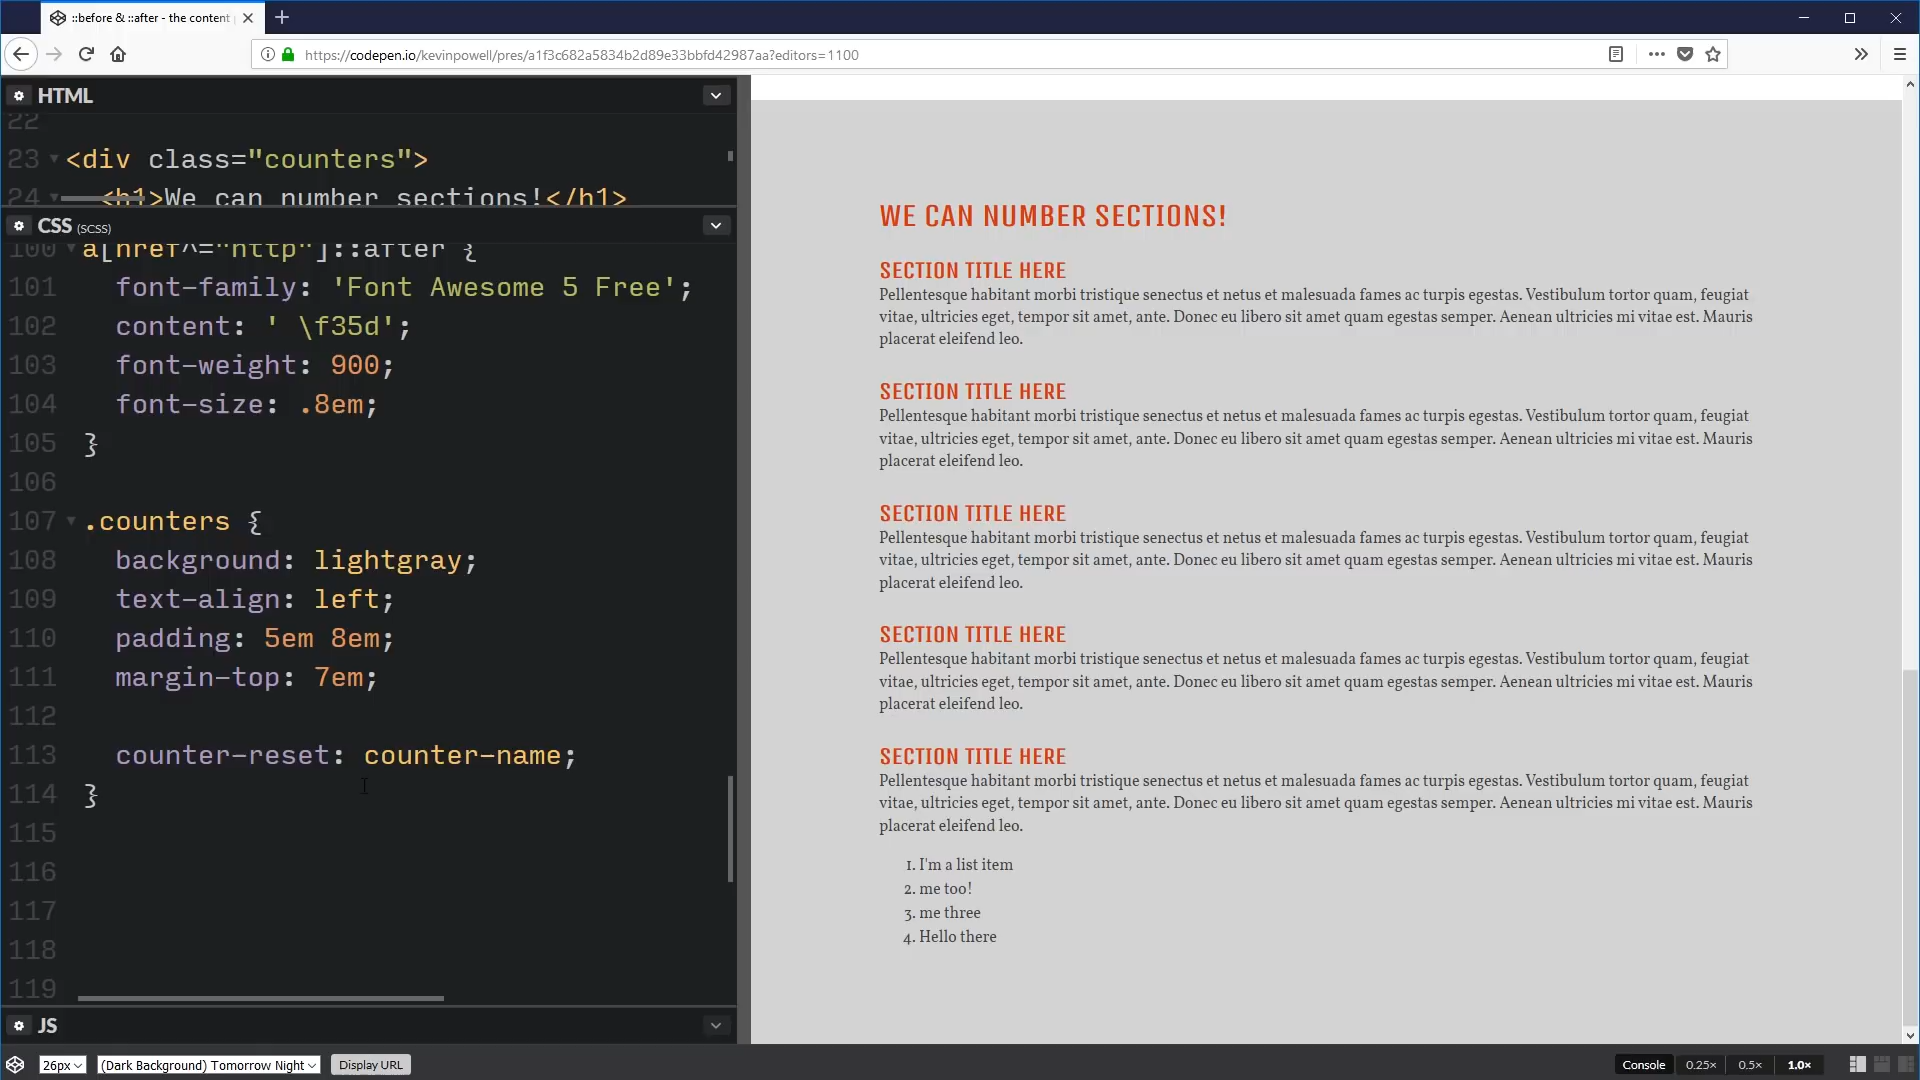 ::before & ::after - the content
https://codepen.io/kevinpowell/pres/a1f3c682a5834b2d89e33bbfd42987aa?editors=1100
HTML
22
23 <div class="counters">
24 <h1>We can number sections!</h1>
CSS (SCSS)
100 a[href^="http"]::after {
101 font-family: 'Font Awesome 5 Free';
102 content: ' \f35d';
103 font-weight: 900;
104 font-size: .8em;
105 }
106
107 .counters {
108 background: lightgray;
109 text-align: left;
110 padding: 5em 8em;
111 margin-top: 7em;
112
113 counter-reset: counter-name;
114 }
115
116
117
118
119
JS
WE CAN NUMBER SECTIONS!
SECTION TITLE HERE
Pellentesque habitant morbi tristique senectus et netus et malesuada fames ac turpis egestas. Vestibulum tortor quam, feugiat
vitae, ultricies eget, tempor sit amet, ante. Donec eu libero sit amet quam egestas semper. Aenean ultricies mi vitae est. Mauris
placerat eleifend leo.
SECTION TITLE HERE
Pellentesque habitant morbi tristique senectus et netus et malesuada fames ac turpis egestas. Vestibulum tortor quam, feugiat
vitae, ultricies eget, tempor sit amet, ante. Donec eu libero sit amet quam egestas semper. Aenean ultricies mi vitae est. Mauris
placerat eleifend leo.
SECTION TITLE HERE
Pellentesque habitant morbi tristique senectus et netus et malesuada fames ac turpis egestas. Vestibulum tortor quam, feugiat
vitae, ultricies eget, tempor sit amet, ante. Donec eu libero sit amet quam egestas semper. Aenean ultricies mi vitae est. Mauris
placerat eleifend leo.
SECTION TITLE HERE
Pellentesque habitant morbi tristique senectus et netus et malesuada fames ac turpis egestas. Vestibulum tortor quam, feugiat
vitae, ultricies eget, tempor sit amet, ante. Donec eu libero sit amet quam egestas semper. Aenean ultricies mi vitae est. Mauris
placerat eleifend leo.
SECTION TITLE HERE
Pellentesque habitant morbi tristique senectus et netus et malesuada fames ac turpis egestas. Vestibulum tortor quam, feugiat
vitae, ultricies eget, tempor sit amet, ante. Donec eu libero sit amet quam egestas semper. Aenean ultricies mi vitae est. Mauris
placerat eleifend leo.
1. I'm a list item
2. me too!
3. me three
4. Hello there
26px (Dark Background) Tomorrow Night Display URL Console 0.25× 0.5× 1.0×